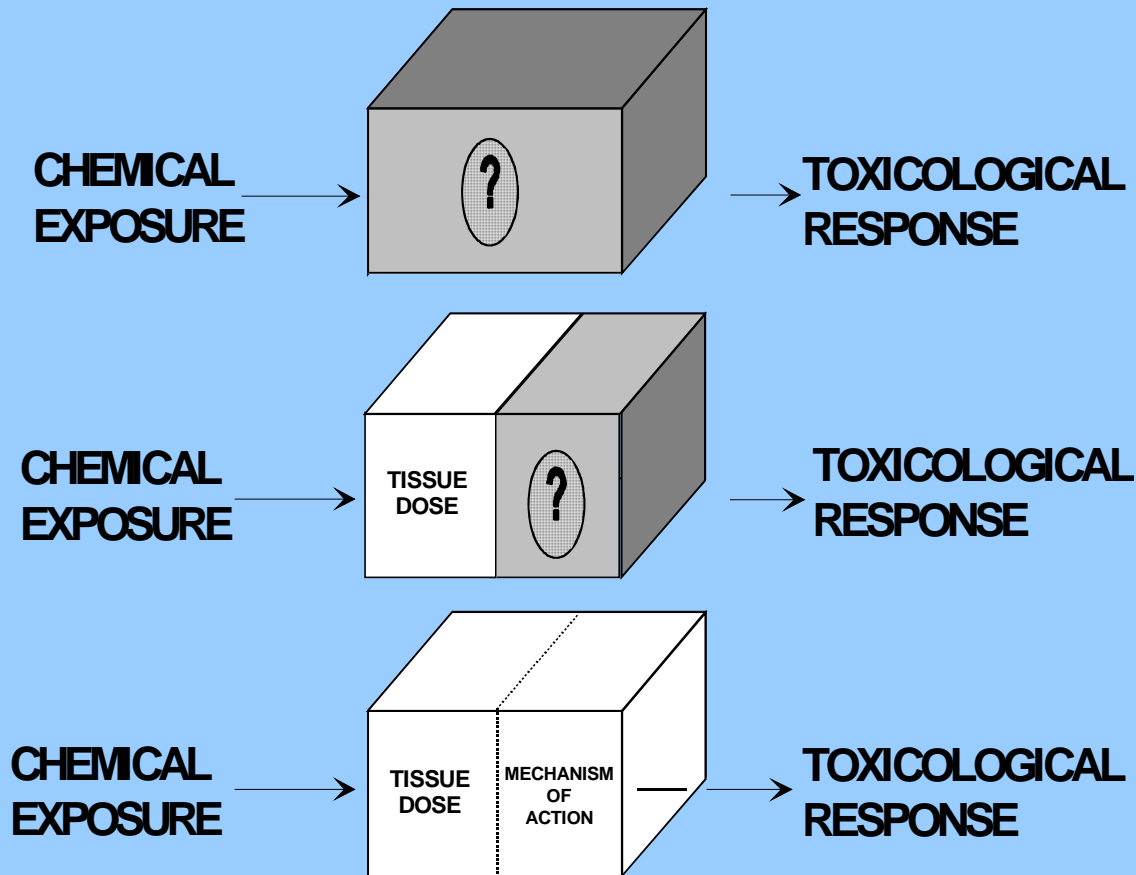 CHEMICAL
EXPOSURE
?
TOXICOLOGICAL
RESPONSE
CHEMICAL
EXPOSURE
TISSUE
DOSE
?
TOXICOLOGICAL
RESPONSE
CHEMICAL
EXPOSURE
TISSUE
DOSE
MECHANISM
OF
ACTION
TOXICOLOGICAL
RESPONSE